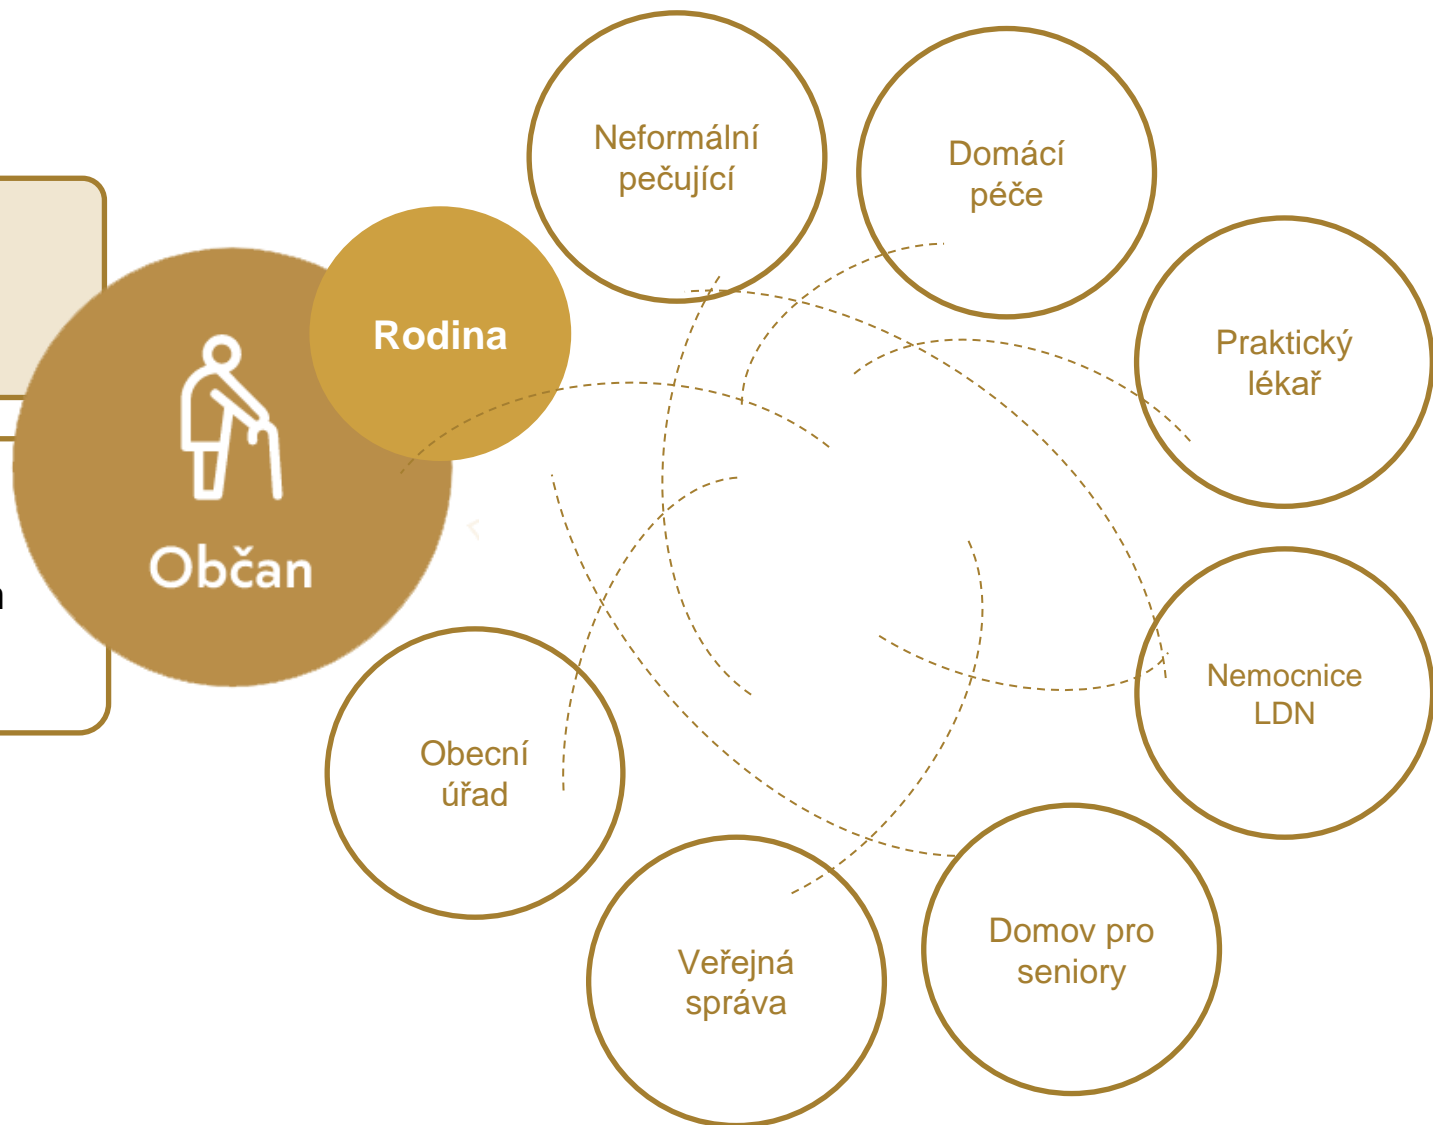 Neformální
pečující
Domácí
péče
Rodina
Praktický
lékař
Občan
Nemocnice
LDN
Obecní
úřad
Domov pro
seniory
Veřejná
správa